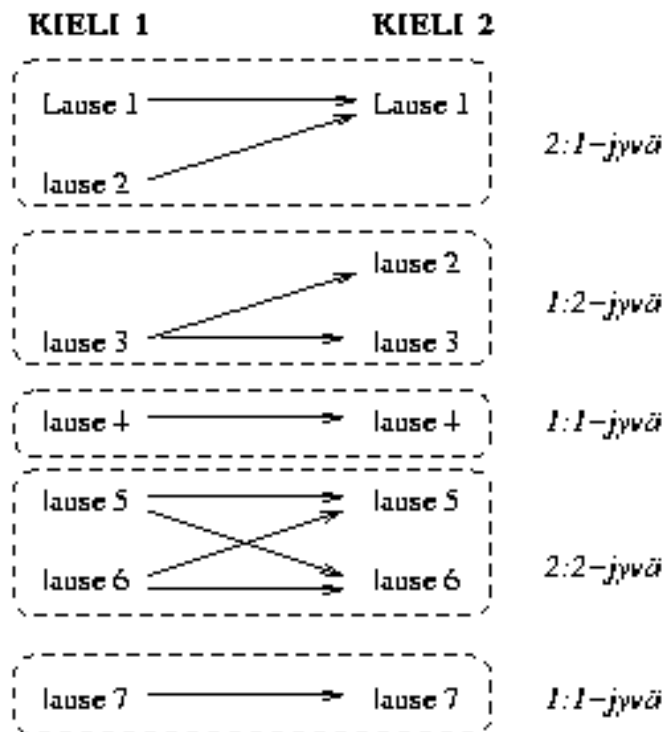 KIELI 1 KIELI 2
Lause 1 Lause 1
2:1-jyvä
lause 2
lause 2
1:2-jyvä
lause 3 lause 3
lause 4 lause 4 1:1-jyvä
lause 5 lause 5
2:2-jyvä
lause 6 lause 6
lause 7 lause 7 1:1-jyvä